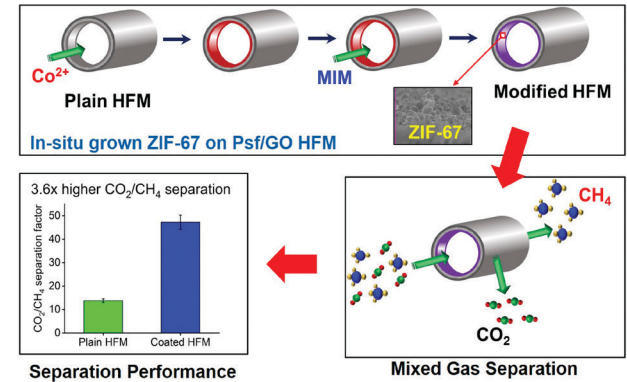 Co2+
Plain HFM
MIM
Modified HFM
ZIF-67
In-situ grown ZIF-67 on Psf/GO HFM
3.6x higher CO2/CH4 separation
CO2/CH4 separation factor
50
40
30
20
10
0
Plain HFM
Coated HFM
Separation Performance
CH4
CO2
Mixed Gas Separation